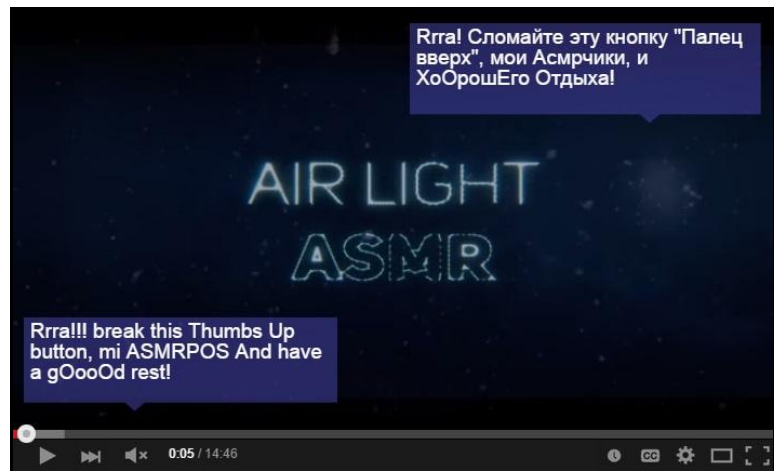 Rrra! Сломайте эту кнопку "Палец
вверх", мои Асмрчики, и
ХоОрошЕго Отдыха!
AIR LIGHT
ASMR
Rrra!!! break this Thumbs Up
button, mi ASMRPOS And have
a gOooOd rest!
0:05 / 14:46
CC